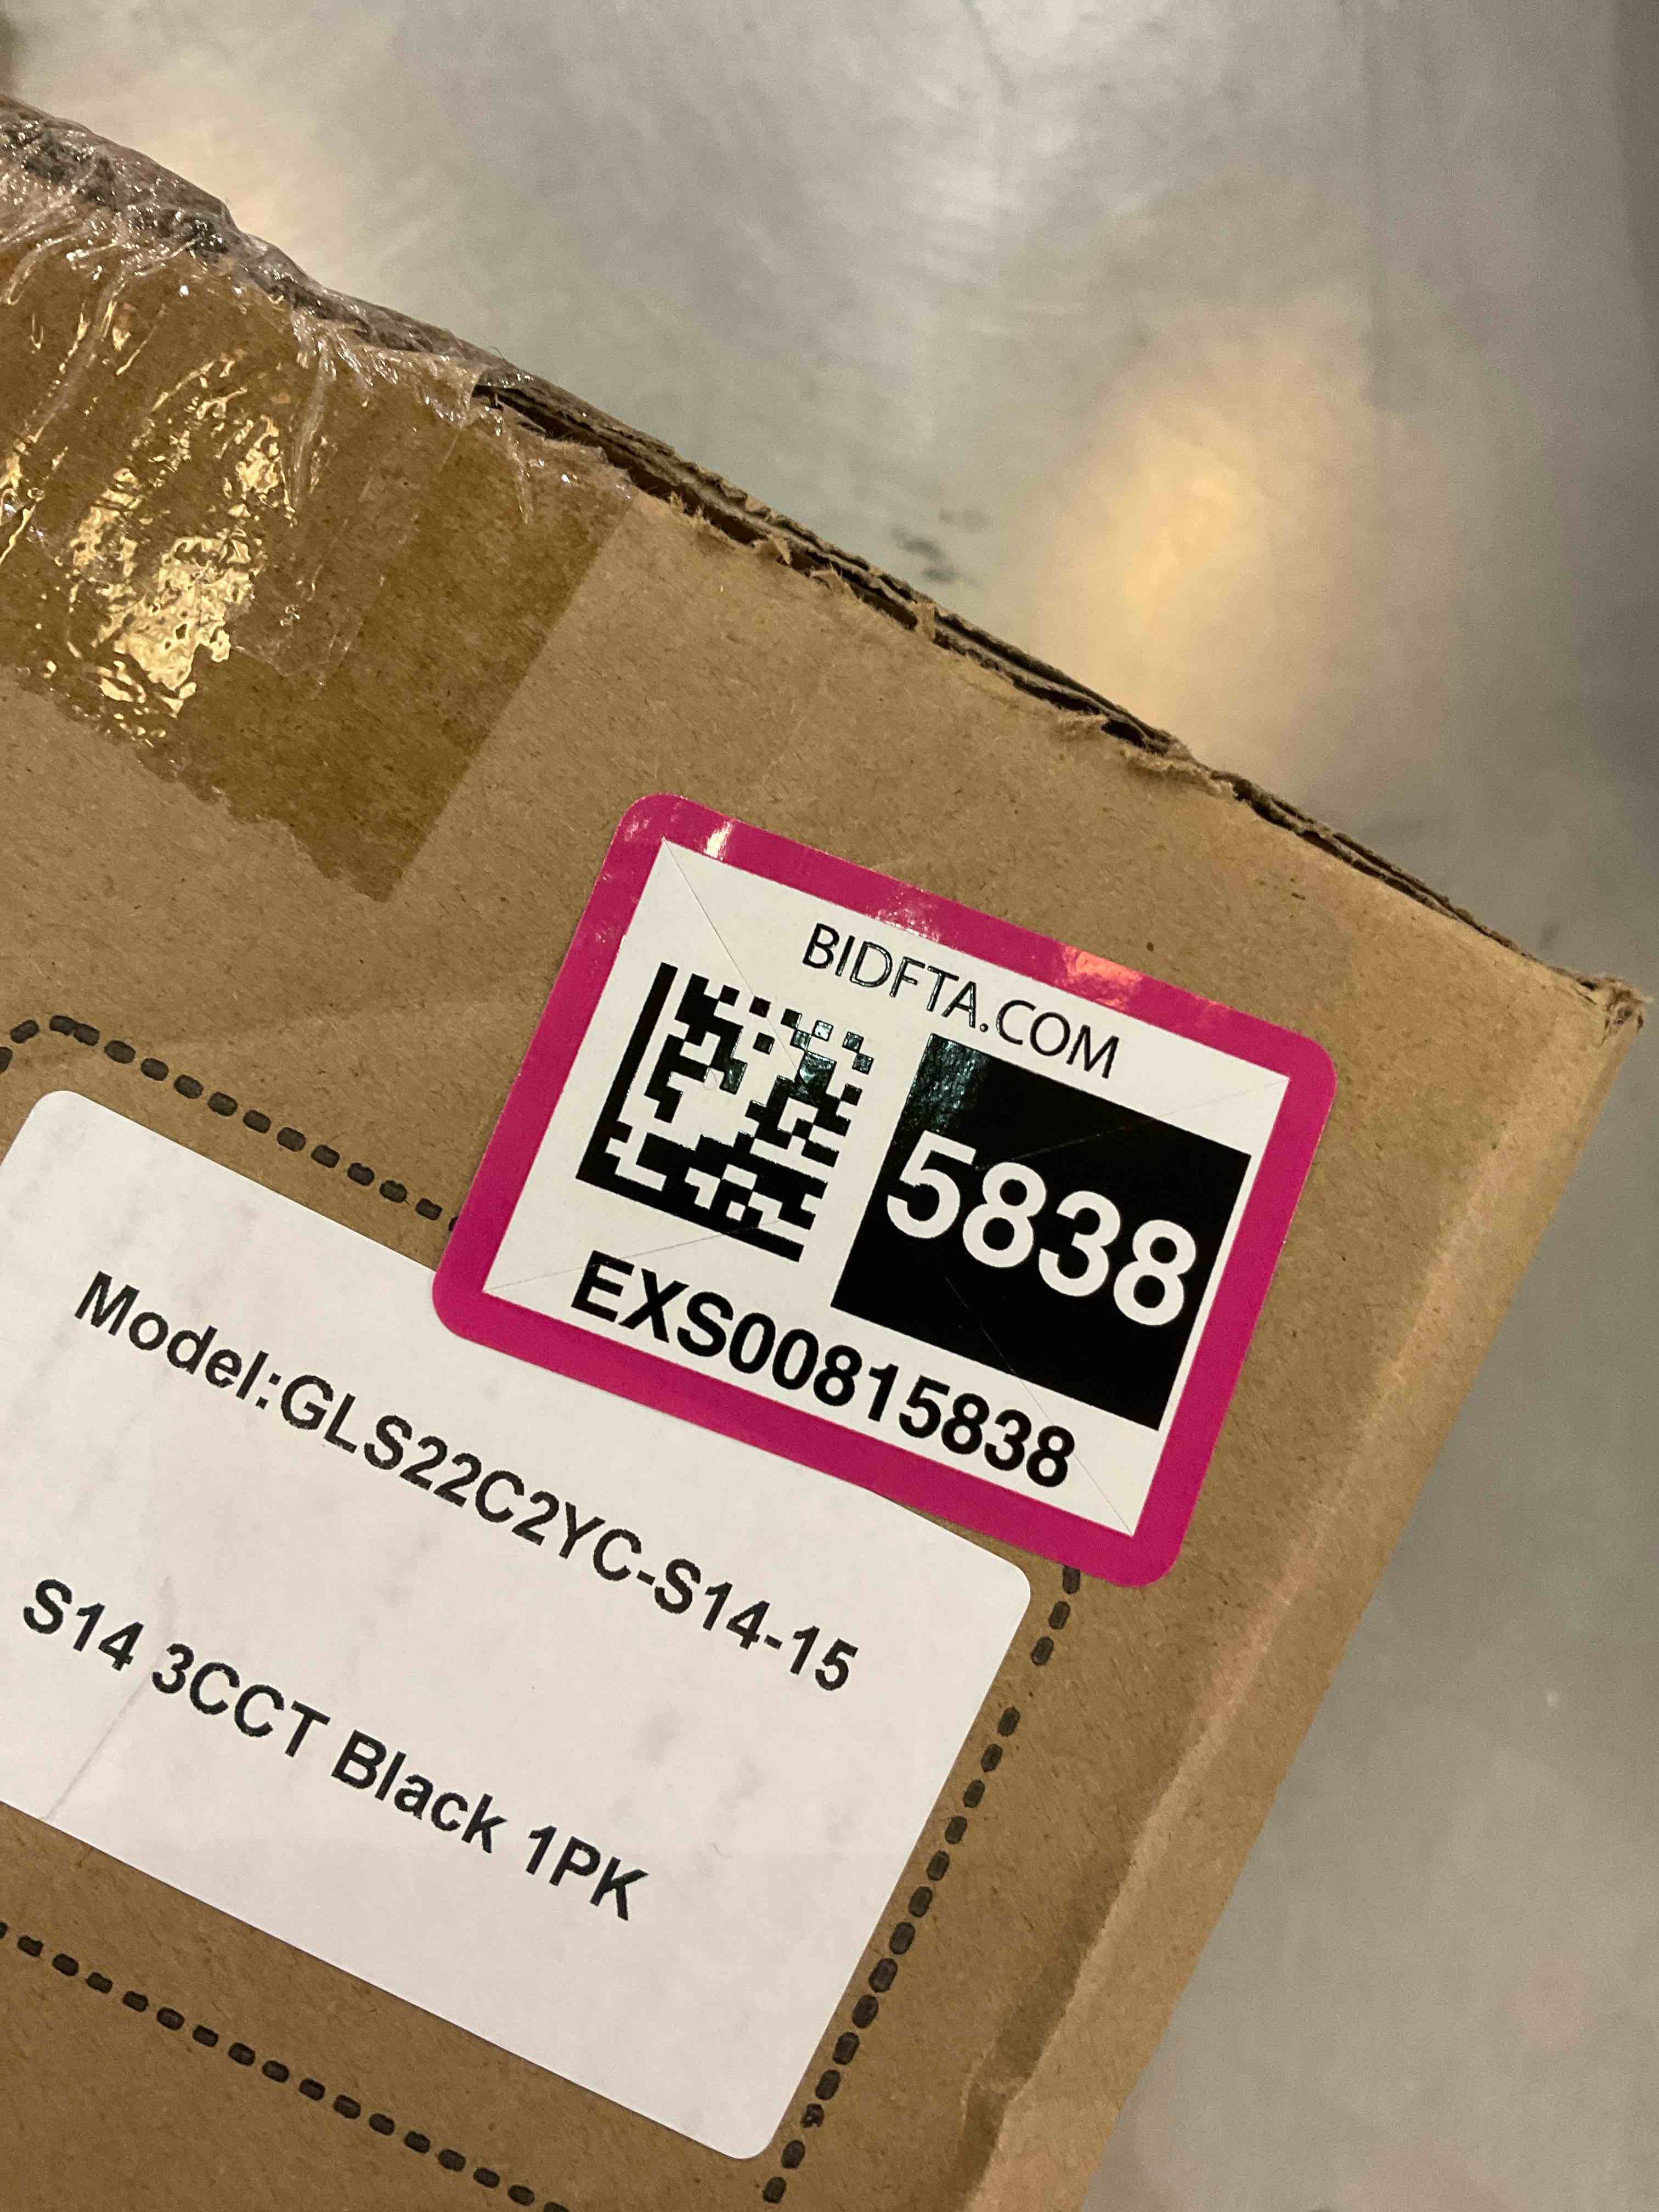 BIDFTA.COM
5838
EXS00815838
Model:GLS22C2YC-S14-15
S14 3CCT Black 1PK